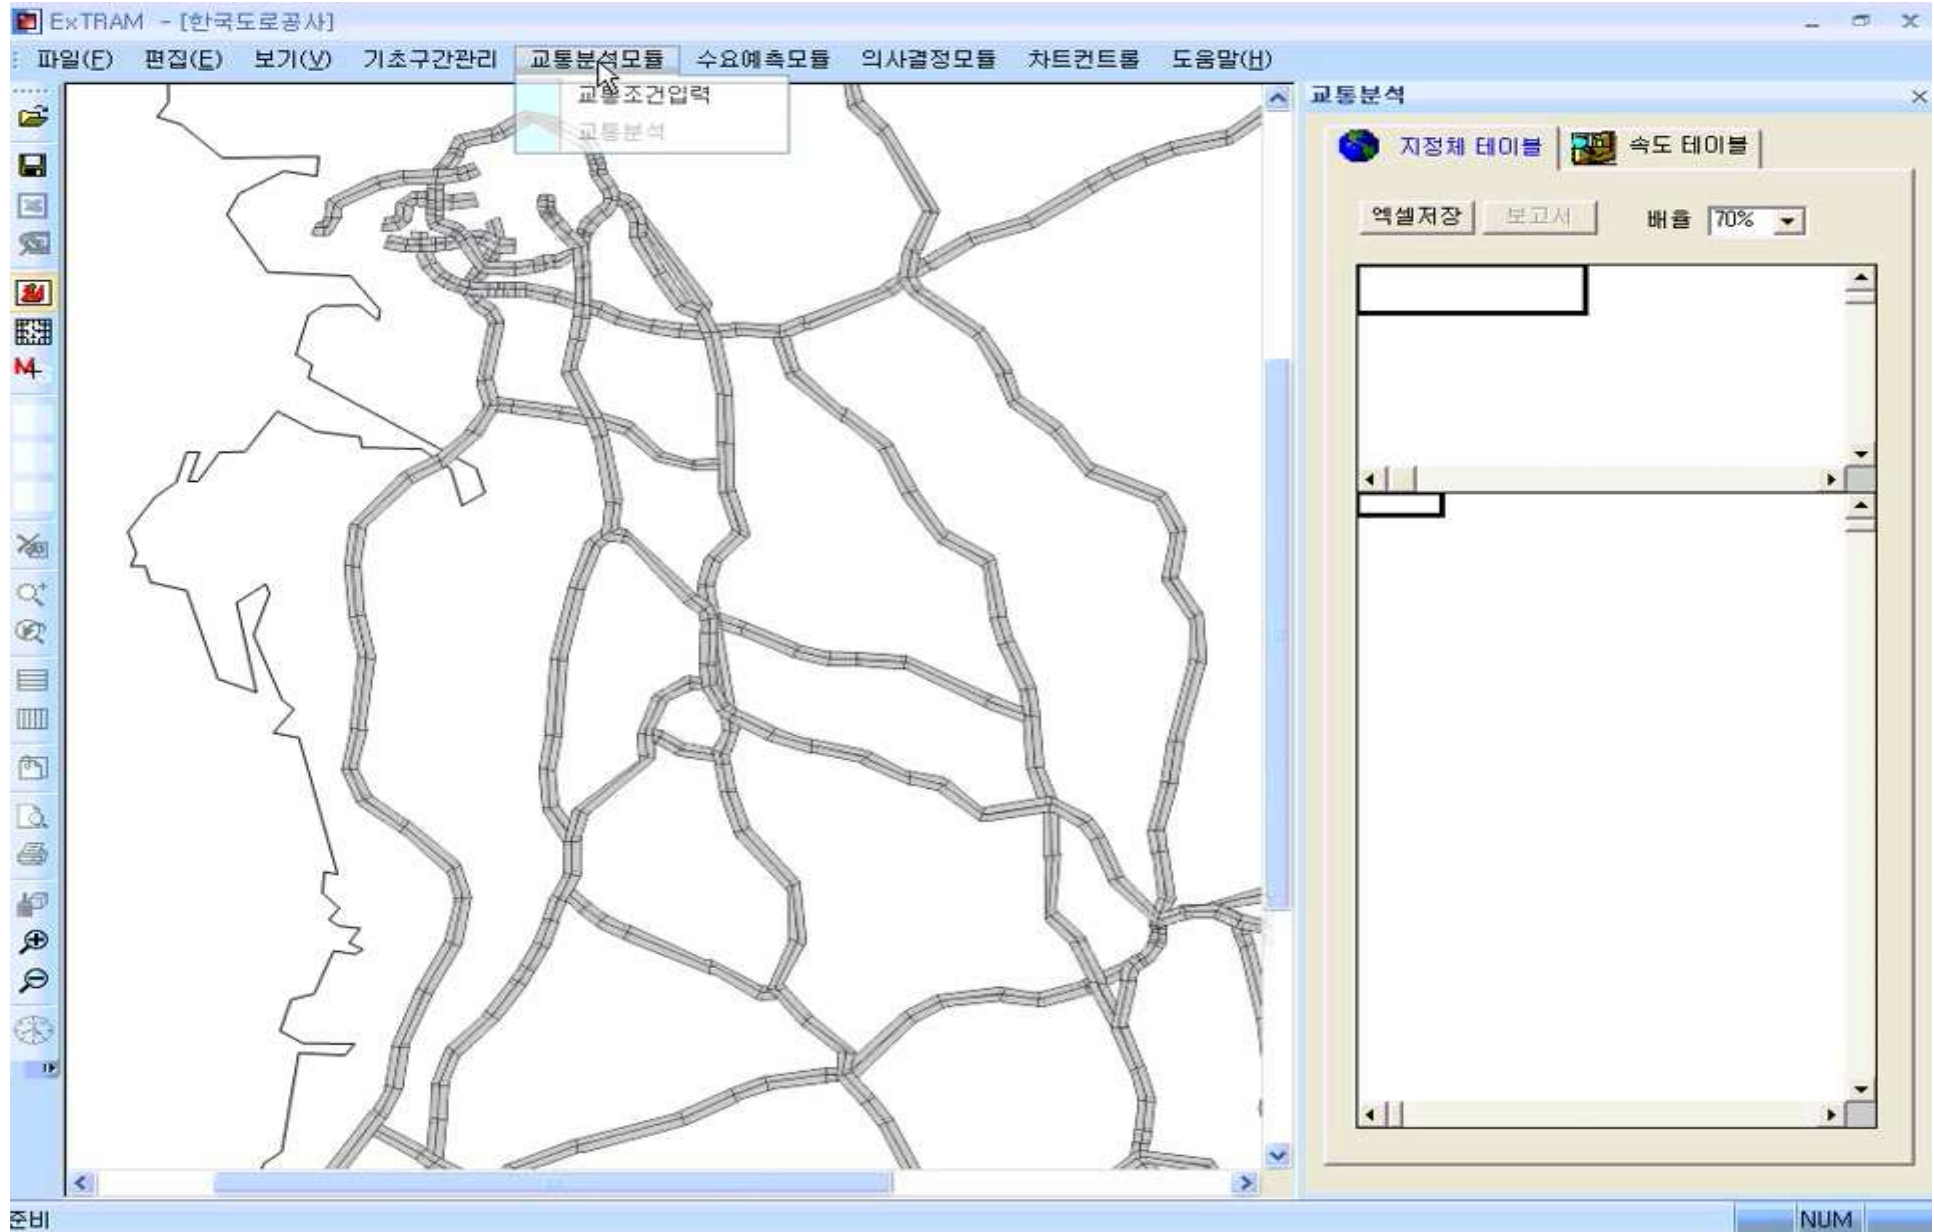 ExTRAM - [한국도로공사]
파일(F) 편집(E) 보기(V) 기초구간관리 교통분석모듈 수요예측모듈 의사결정모듈 차트컨트롤 도움말(H)
교통조건입력
교통분석
교통분석
지정체 테이블 속도 테이블
엑셀저장 보고서 배율 70%
준비 NUM